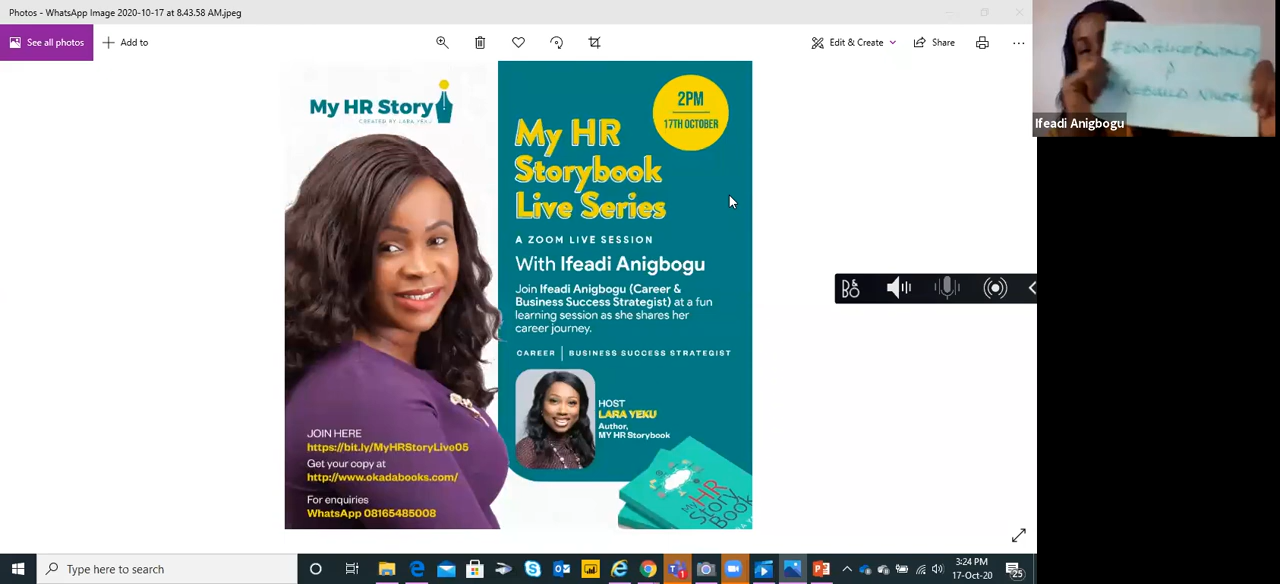 Photos - WhatsApp Image 2020-10-17 at 8.43.58 AM.jpeg
See all photos
Add to
Edit & Create
Share
My HR Story
CREATED BY LARA YEKU
2PM
17TH OCTOBER
My HR
Storybook
Live Series
A ZOOM LIVE SESSION
With Ifeadi Anigbogu
Join Ifeadi Anigbogu (Career &
Business Success Strategist) at a fun
learning session as she shares her
career journey.
CAREER | BUSINESS SUCCESS STRATEGIST
HOST
LARA YEKU
Author,
MY HR Storybook
JOIN HERE
https://bit.ly/MyHRStoryLive05
Get your copy at
http://www.okadabooks.com/
For enquiries
WhatsApp 08165485008
My
HR
Story
Book
Ifeadi Anigbogu
B&O
Type here to search
3:24 PM
17-Oct-20
25